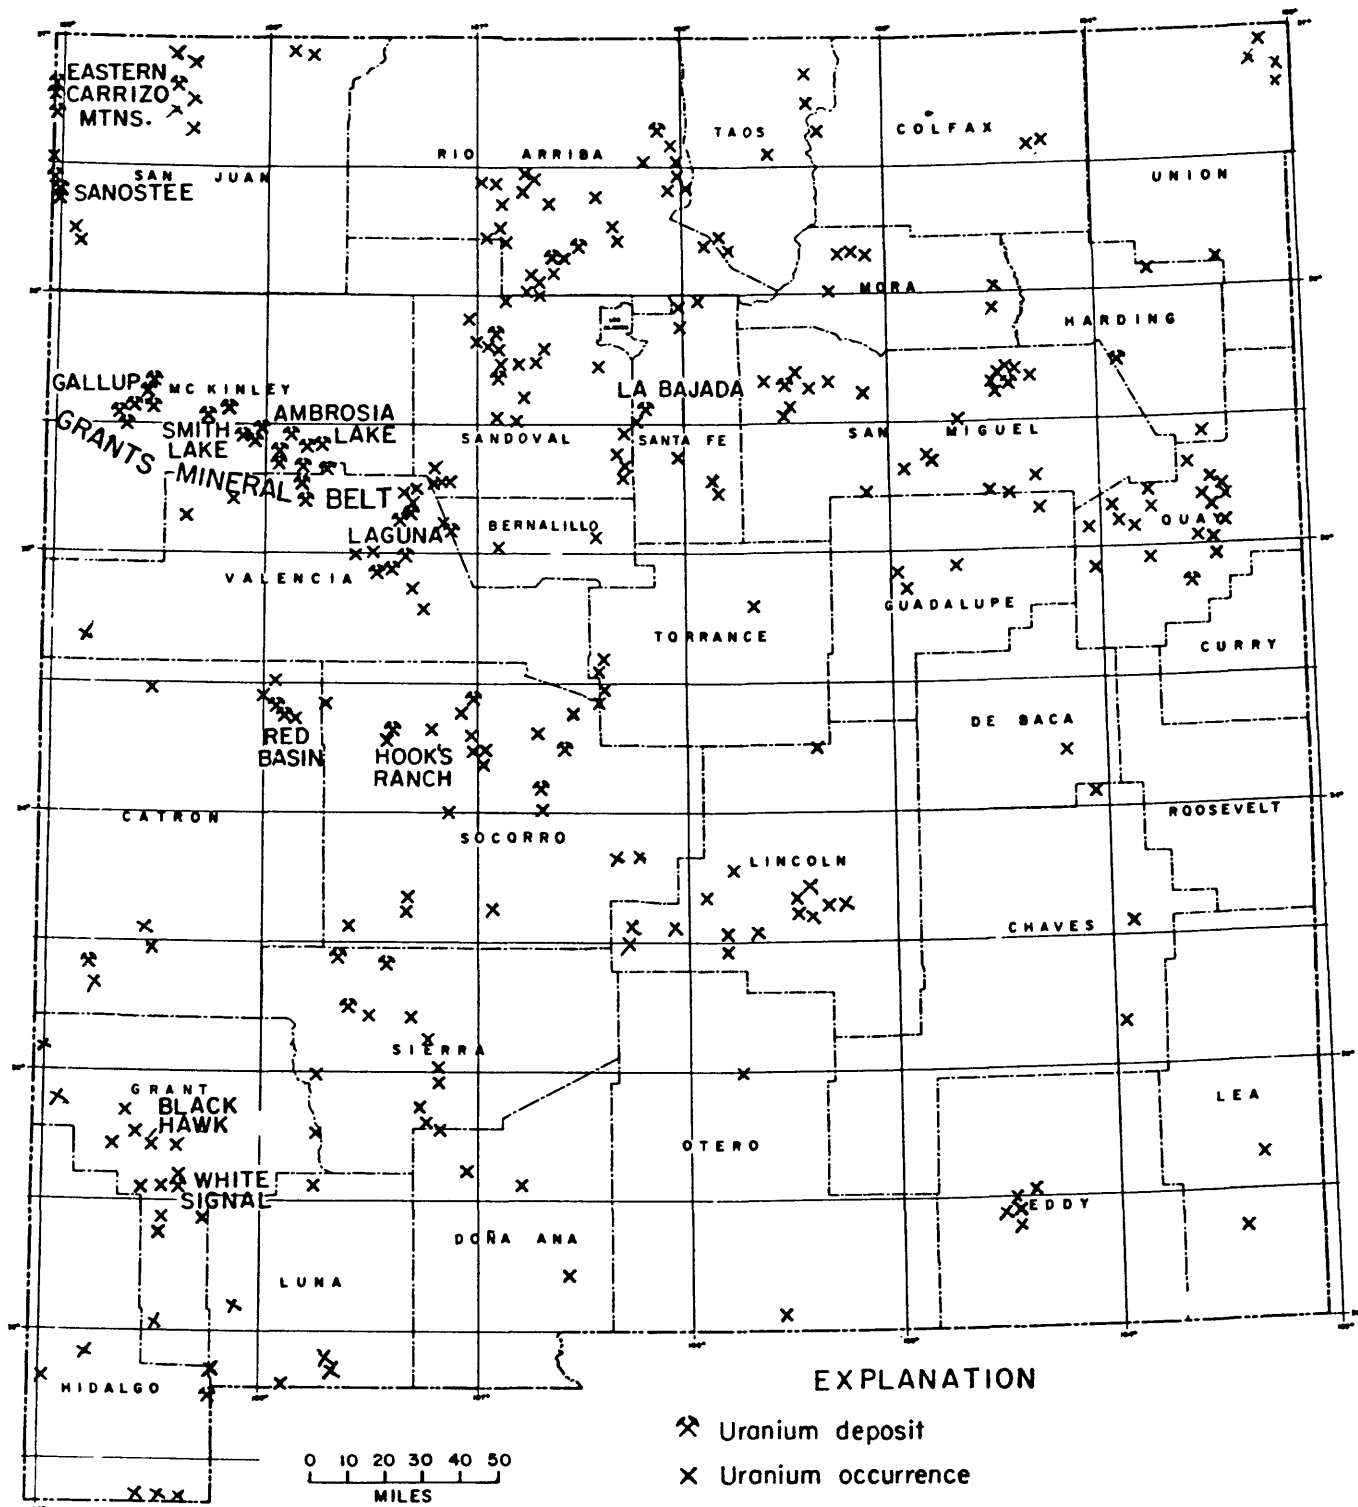 EASTERN
CARRIZO
MTNS.
TAOS
COLFAX
RIO ARRIBA
SAN JUAN
UNION
SANOSTEE
MORA
HARDING
GALLUP
MCKINLEY
LA BAJADA
AMBROSIA
LAKE
SMITH
LAKE
SANDOVAL
SANTA FE
SAN MIGUEL
GRANTS MINERAL BELT
BERNALILLO
QUAY
LAGUNA
VALENCIA
GUADALUPE
TORRANCE
CURRY
DE BACA
RED
BASIN
HOOK'S
RANCH
CATRON
SOCORRO
ROOSEVELT
LINCOLN
CHAVES
SIERRA
GRANT
BLACK
HAWK
LEA
OTERO
WHITE
SIGNAL
EDDY
DOÑA ANA
LUNA
HIDALGO
EXPLANATION
Uranium deposit
Uranium occurrence
0 10 20 30 40 50
MILES